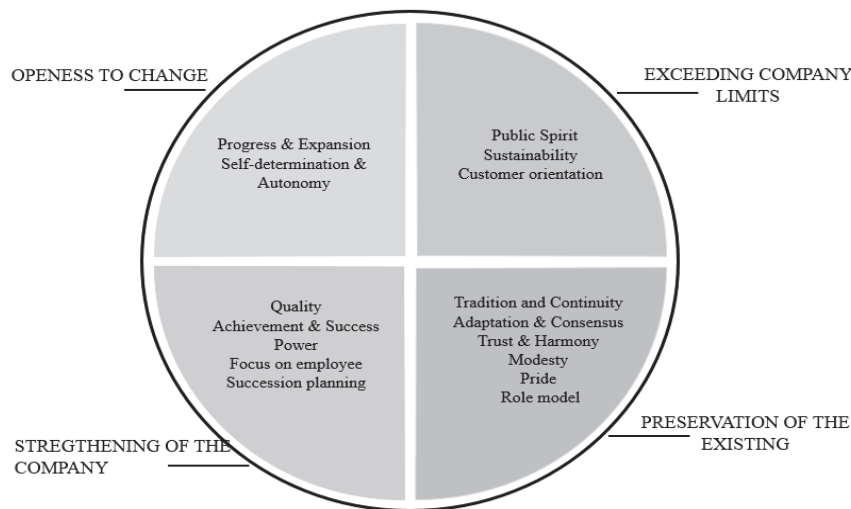 OPENESS TO CHANGE
EXCEEDING COMPANY
LIMITS
Progress & Expansion
Self-determination &
Autonomy
Public Spirit
Sustainability
Customer orientation
Quality
Achievement & Success
Power
Focus on employee
Succession planning
Tradition and Continuity
Adaptation & Consensus
Trust & Harmony
Modesty
Pride
Role model
STREGTHENING OF THE
COMPANY
PRESERVATION OF THE
EXISTING